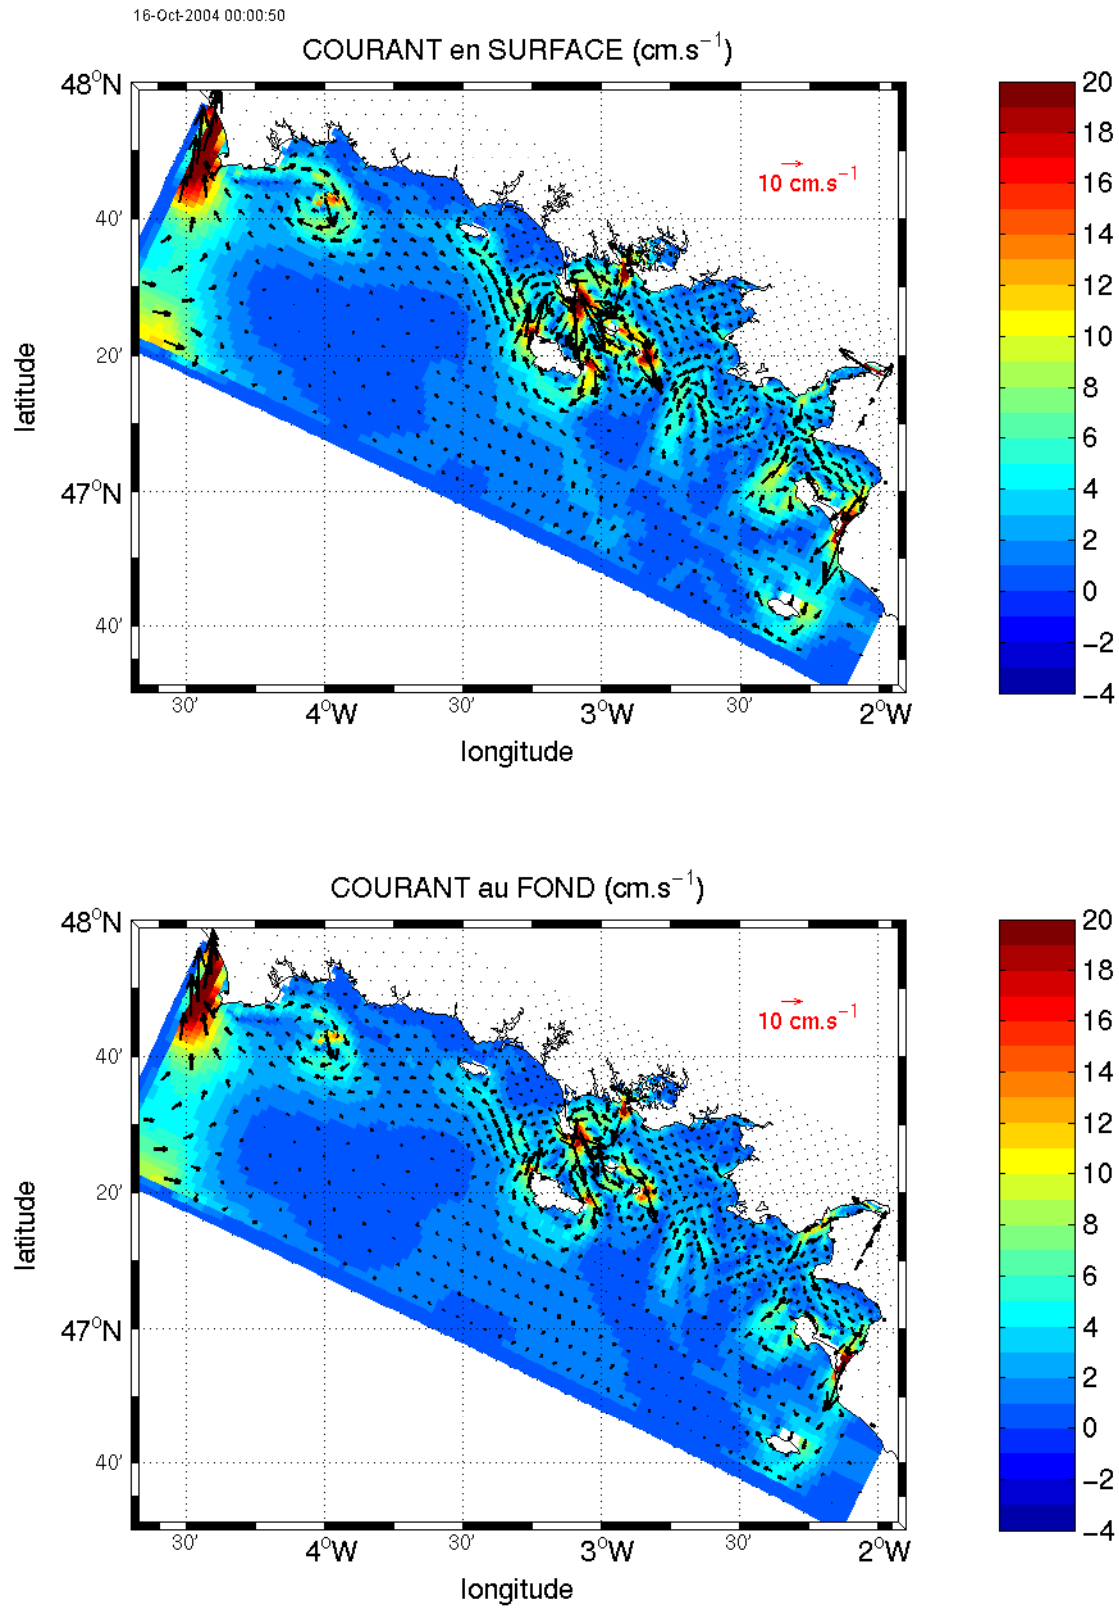 16-Oct-2004 00:00:50
COURANT en SURFACE (cm.s⁻¹)
48°N
40'
20'
47°N
40'
latitude
10 cm.s⁻¹
30'
4°W
30'
3°W
30'
2°W
longitude
20
18
16
14
12
10
8
6
4
2
0
−2
−4
COURANT au FOND (cm.s⁻¹)
48°N
40'
20'
47°N
40'
latitude
10 cm.s⁻¹
30'
4°W
30'
3°W
30'
2°W
longitude
20
18
16
14
12
10
8
6
4
2
0
−2
−4